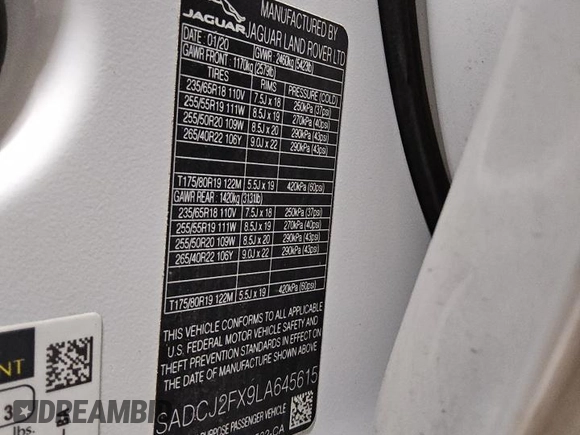 JAGUAR
MANUFACTURED BY
JAGUAR LAND ROVER LTD
DATE: 01/20
GVWR: 2460kg (5423lb)
GAWR FRONT: 1170kg (2579lb)
TIRES RIMS PRESSURE (COLD)
235/65R18 110V 7.5J x 18 250kPa (37psi)
255/55R19 111W 8.5J x 19 270kPa (40psi)
255/50R20 109W 8.5J x 20 290kPa (43psi)
265/40R22 106Y 9.0J x 22 290kPa (43psi)
T175/80R19 122M 5.5J x 19 420kPa (60psi)
GAWR REAR: 1420kg (3131lb)
235/65R18 110V 7.5J x 18 250kPa (37psi)
255/55R19 111W 8.5J x 19 270kPa (40psi)
255/50R20 109W 8.5J x 20 290kPa (43psi)
265/40R22 106Y 9.0J x 22 290kPa (43psi)
T175/80R19 122M 5.5J x 19 420kPa (60psi)
THIS VEHICLE CONFORMS TO ALL APPLICABLE
U.S. FEDERAL MOTOR VEHICLE SAFETY AND
THEFT PREVENTION STANDARDS IN EFFECT ON
THE DATE OF MANUFACTURE SHOWN ABOVE
SADCJ2FX9LA645615
PURPOSE PASSENGER VEHICLE
-CA
ENT
3
lbs.
-BA
DREAMBID